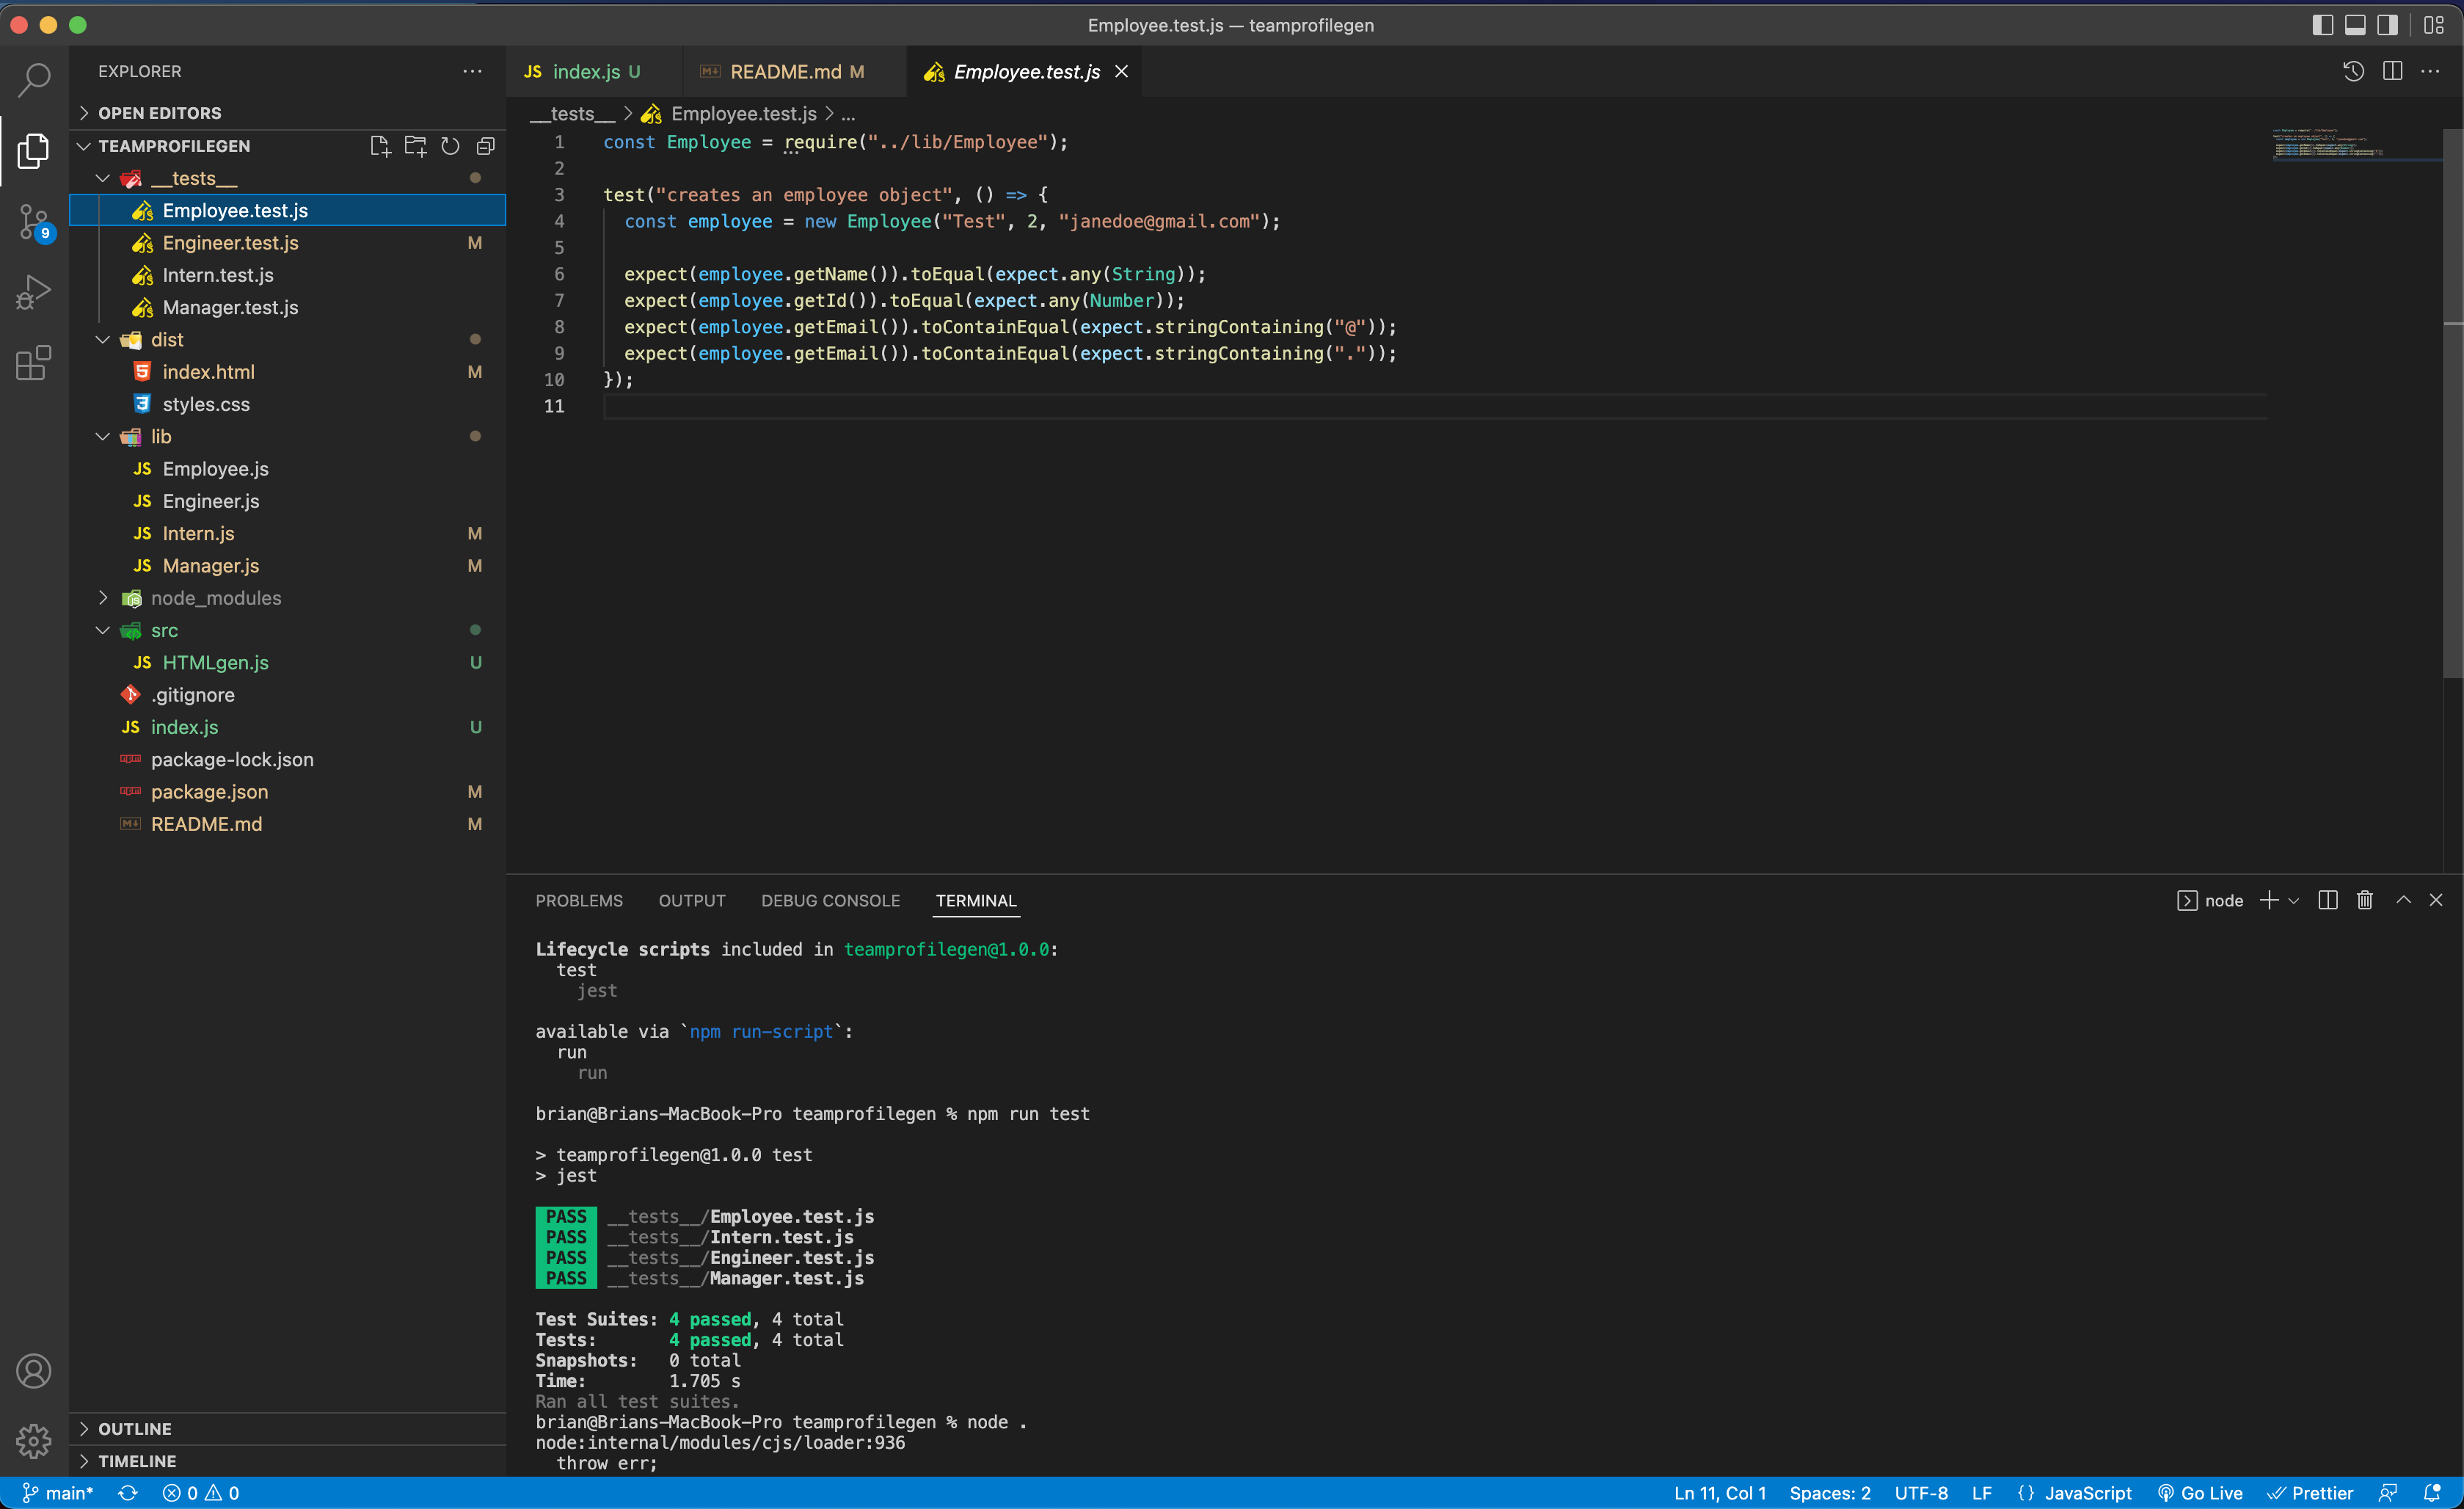 Employee.test.js — teamprofilegen
EXPLORER
OPEN EDITORS
TEAMPROFILEGEN
__tests__
Employee.test.js
Engineer.test.js M
Intern.test.js
Manager.test.js
dist
index.html M
styles.css
lib
JS Employee.js
JS Engineer.js
JS Intern.js M
JS Manager.js M
node_modules
src
JS HTMLgen.js U
.gitignore
JS index.js U
package-lock.json
package.json M
README.md M
OUTLINE
TIMELINE
9
JS index.js U README.md M Employee.test.js
__tests__ > Employee.test.js > ...
1 const Employee = require("../lib/Employee");
2
3 test("creates an employee object", () => {
4 const employee = new Employee("Test", 2, "janedoe@gmail.com");
5
6 expect(employee.getName()).toEqual(expect.any(String));
7 expect(employee.getId()).toEqual(expect.any(Number));
8 expect(employee.getEmail()).toContainEqual(expect.stringContaining("@"));
9 expect(employee.getEmail()).toContainEqual(expect.stringContaining("."));
10 });
11
PROBLEMS OUTPUT DEBUG CONSOLE TERMINAL node
Lifecycle scripts included in teamprofilegen@1.0.0:
test
jest
available via `npm run-script`:
run
run
brian@Brians-MacBook-Pro teamprofilegen % npm run test
> teamprofilegen@1.0.0 test
> jest
PASS __tests__/Employee.test.js
PASS __tests__/Intern.test.js
PASS __tests__/Engineer.test.js
PASS __tests__/Manager.test.js
Test Suites: 4 passed, 4 total
Tests: 4 passed, 4 total
Snapshots: 0 total
Time: 1.705 s
Ran all test suites.
brian@Brians-MacBook-Pro teamprofilegen % node .
node:internal/modules/cjs/loader:936
throw err;
main* 0 0 Ln 11, Col 1 Spaces: 2 UTF-8 LF {} JavaScript Go Live Prettier